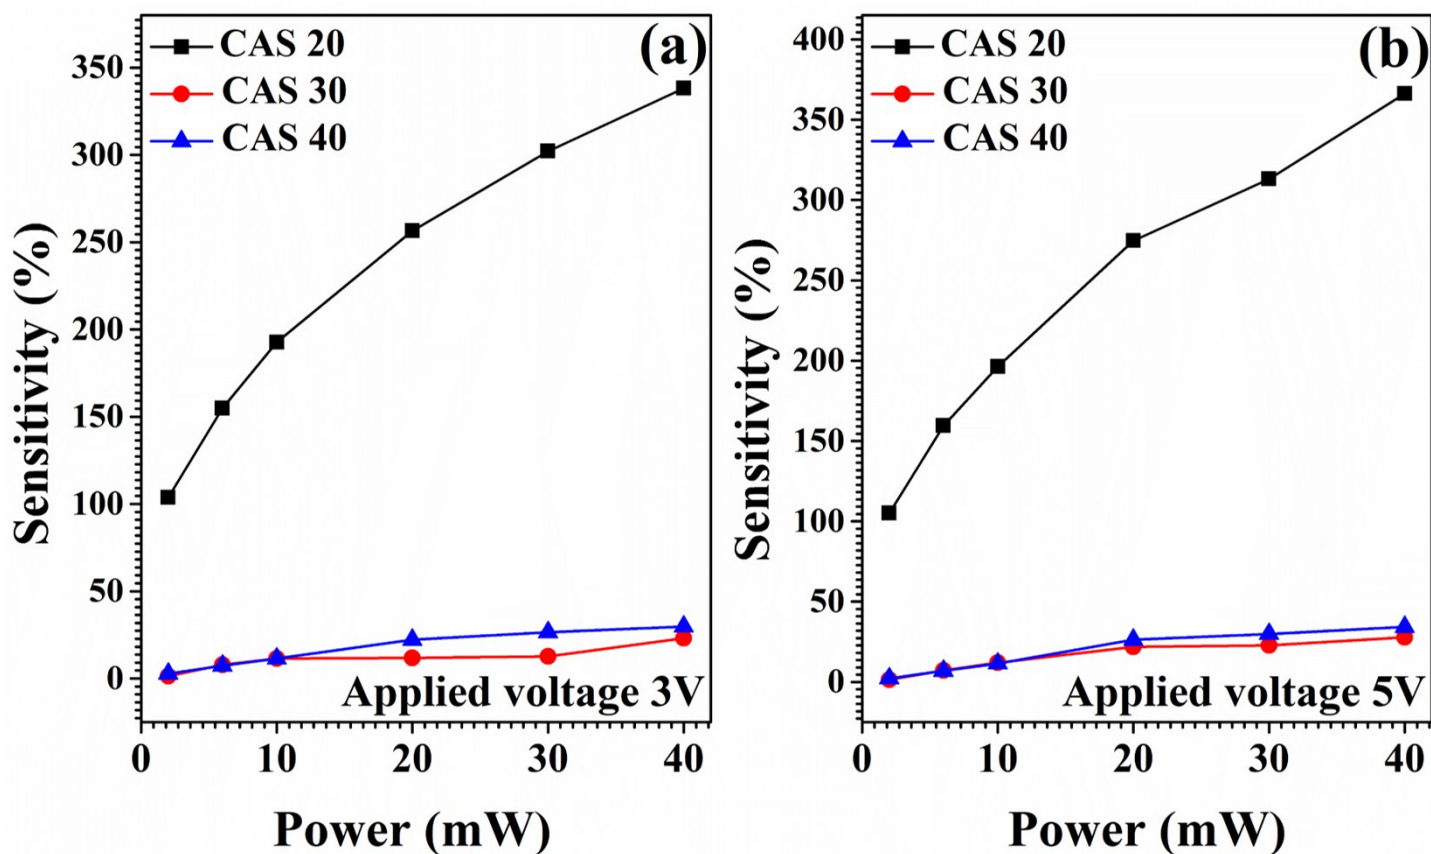 (a)
CAS 20
CAS 30
CAS 40
350
300
250
200
150
100
50
0
Sensitivity (%)
Applied voltage 3V
0 10 20 30 40
Power (mW)
(b)
CAS 20
CAS 30
CAS 40
400
350
300
250
200
150
100
50
0
Sensitivity (%)
Applied voltage 5V
0 10 20 30 40
Power (mW)